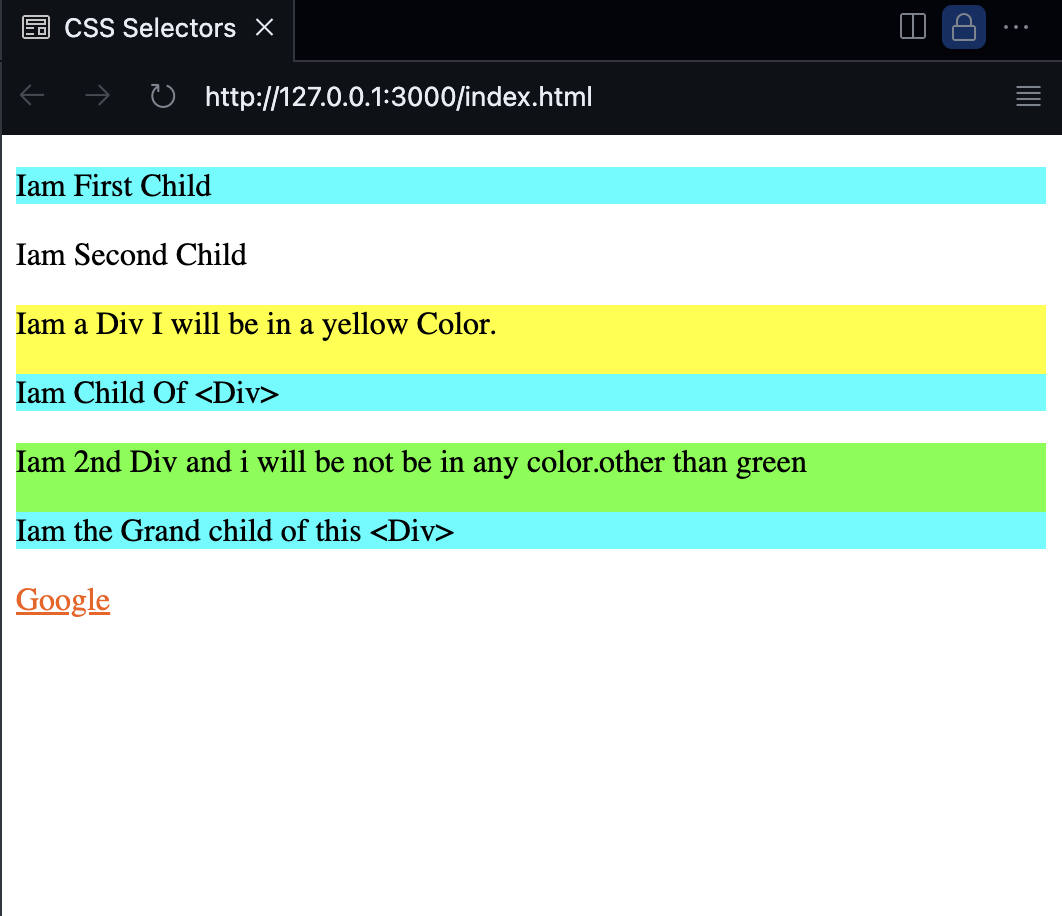 CSS Selectors
http://127.0.0.1:3000/index.html
Iam First Child
Iam Second Child
Iam a Div I will be in a yellow Color.
Iam Child Of <Div>
Iam 2nd Div and i will be not be in any color.other than green
Iam the Grand child of this <Div>
Google